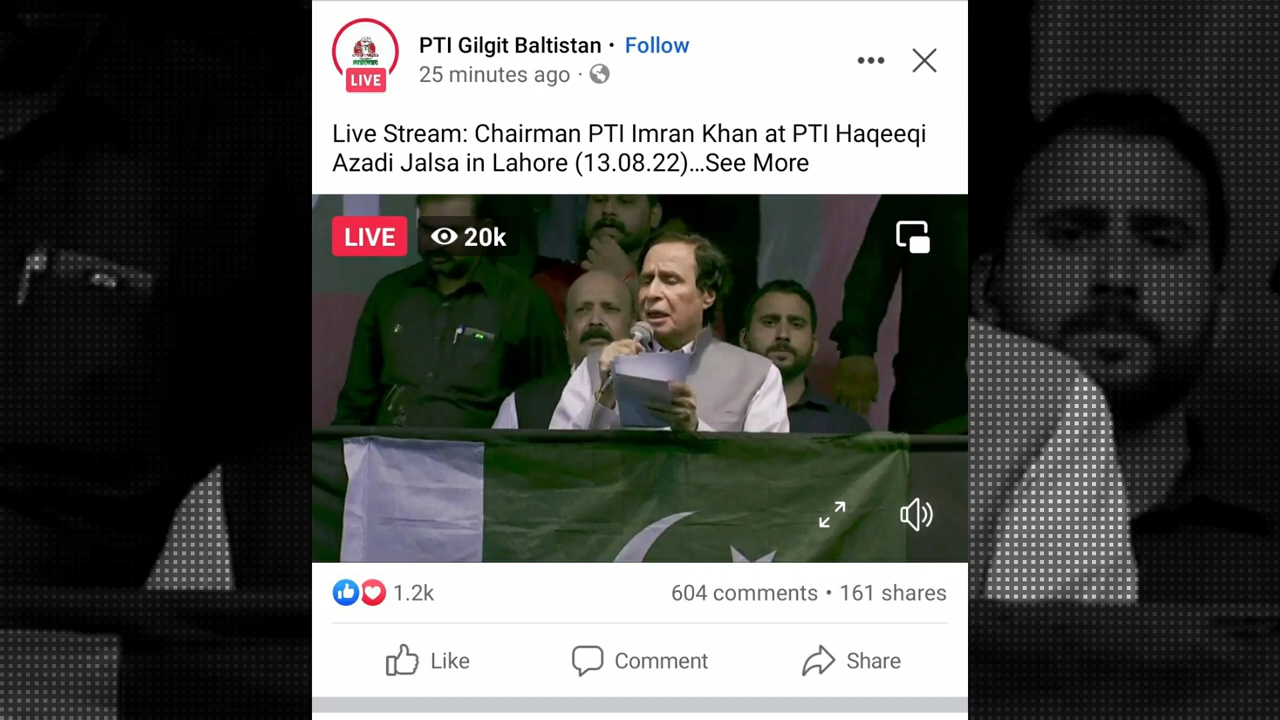 PTI Gilgit Baltistan · Follow
LIVE
25 minutes ago ·
Live Stream: Chairman PTI Imran Khan at PTI Haqeeqi
Azadi Jalsa in Lahore (13.08.22)...See More
LIVE 20k
1.2k 604 comments • 161 shares
Like Comment Share